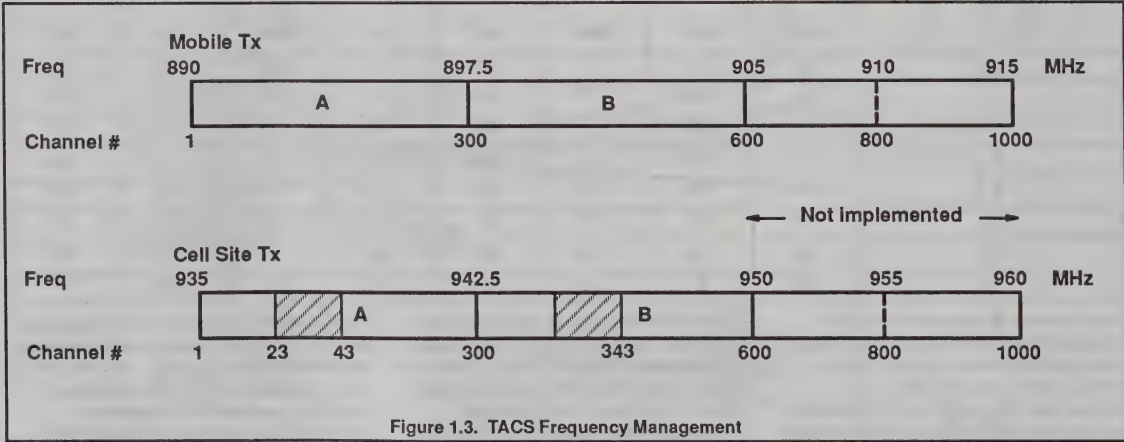 Mobile Tx
Freq 890 897.5 905 910 915 MHz
A B
Channel # 1 300 600 800 1000
Not implemented
Cell Site Tx
Freq 935 942.5 950 955 960 MHz
A B
Channel # 1 23 43 300 343 600 800 1000
Figure 1.3. TACS Frequency Management